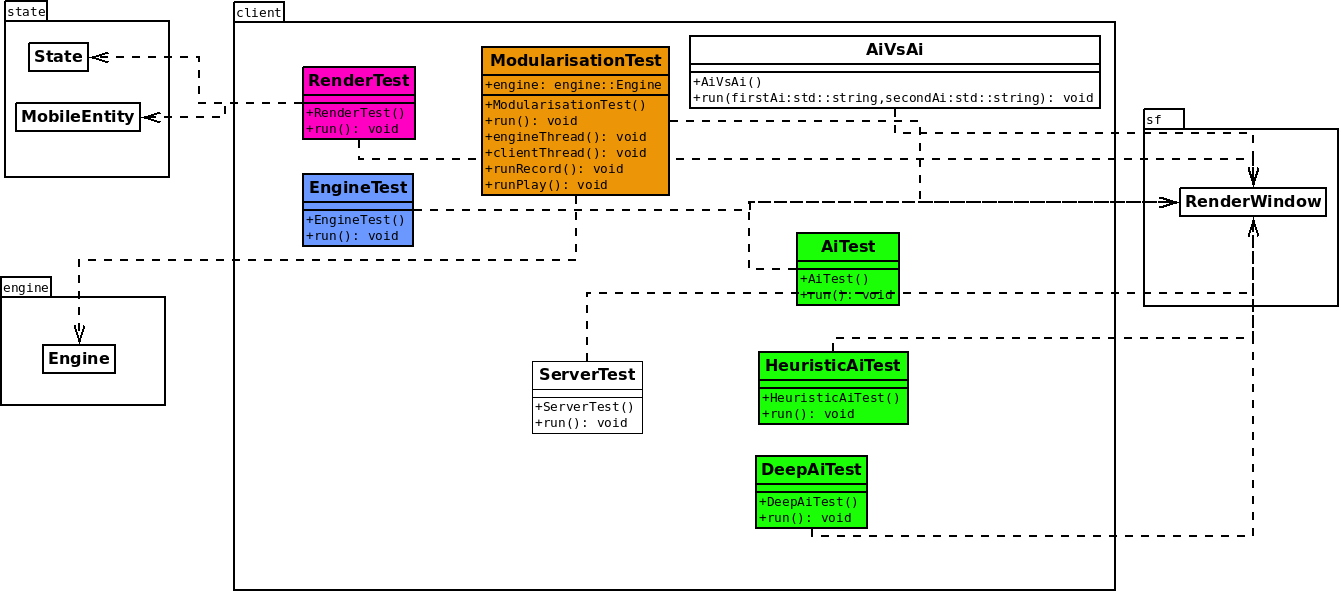 state
State
MobileEntity
client
RenderTest
+RenderTest()
+run(): void
EngineTest
+EngineTest()
+run(): void
ModularisationTest
+engine: engine::Engine
+ModularisationTest()
+run(): void
+engineThread(): void
+clientThread(): void
+runRecord(): void
+runPlay(): void
AiVsAi
+AiVsAi()
+run(firstAi:std::string,secondAi:std::string): void
sf
RenderWindow
AiTest
+AiTest()
+run(): void
engine
Engine
ServerTest
+ServerTest()
+run(): void
HeuristicAiTest
+HeuristicAiTest()
+run(): void
DeepAiTest
+DeepAiTest()
+run(): void